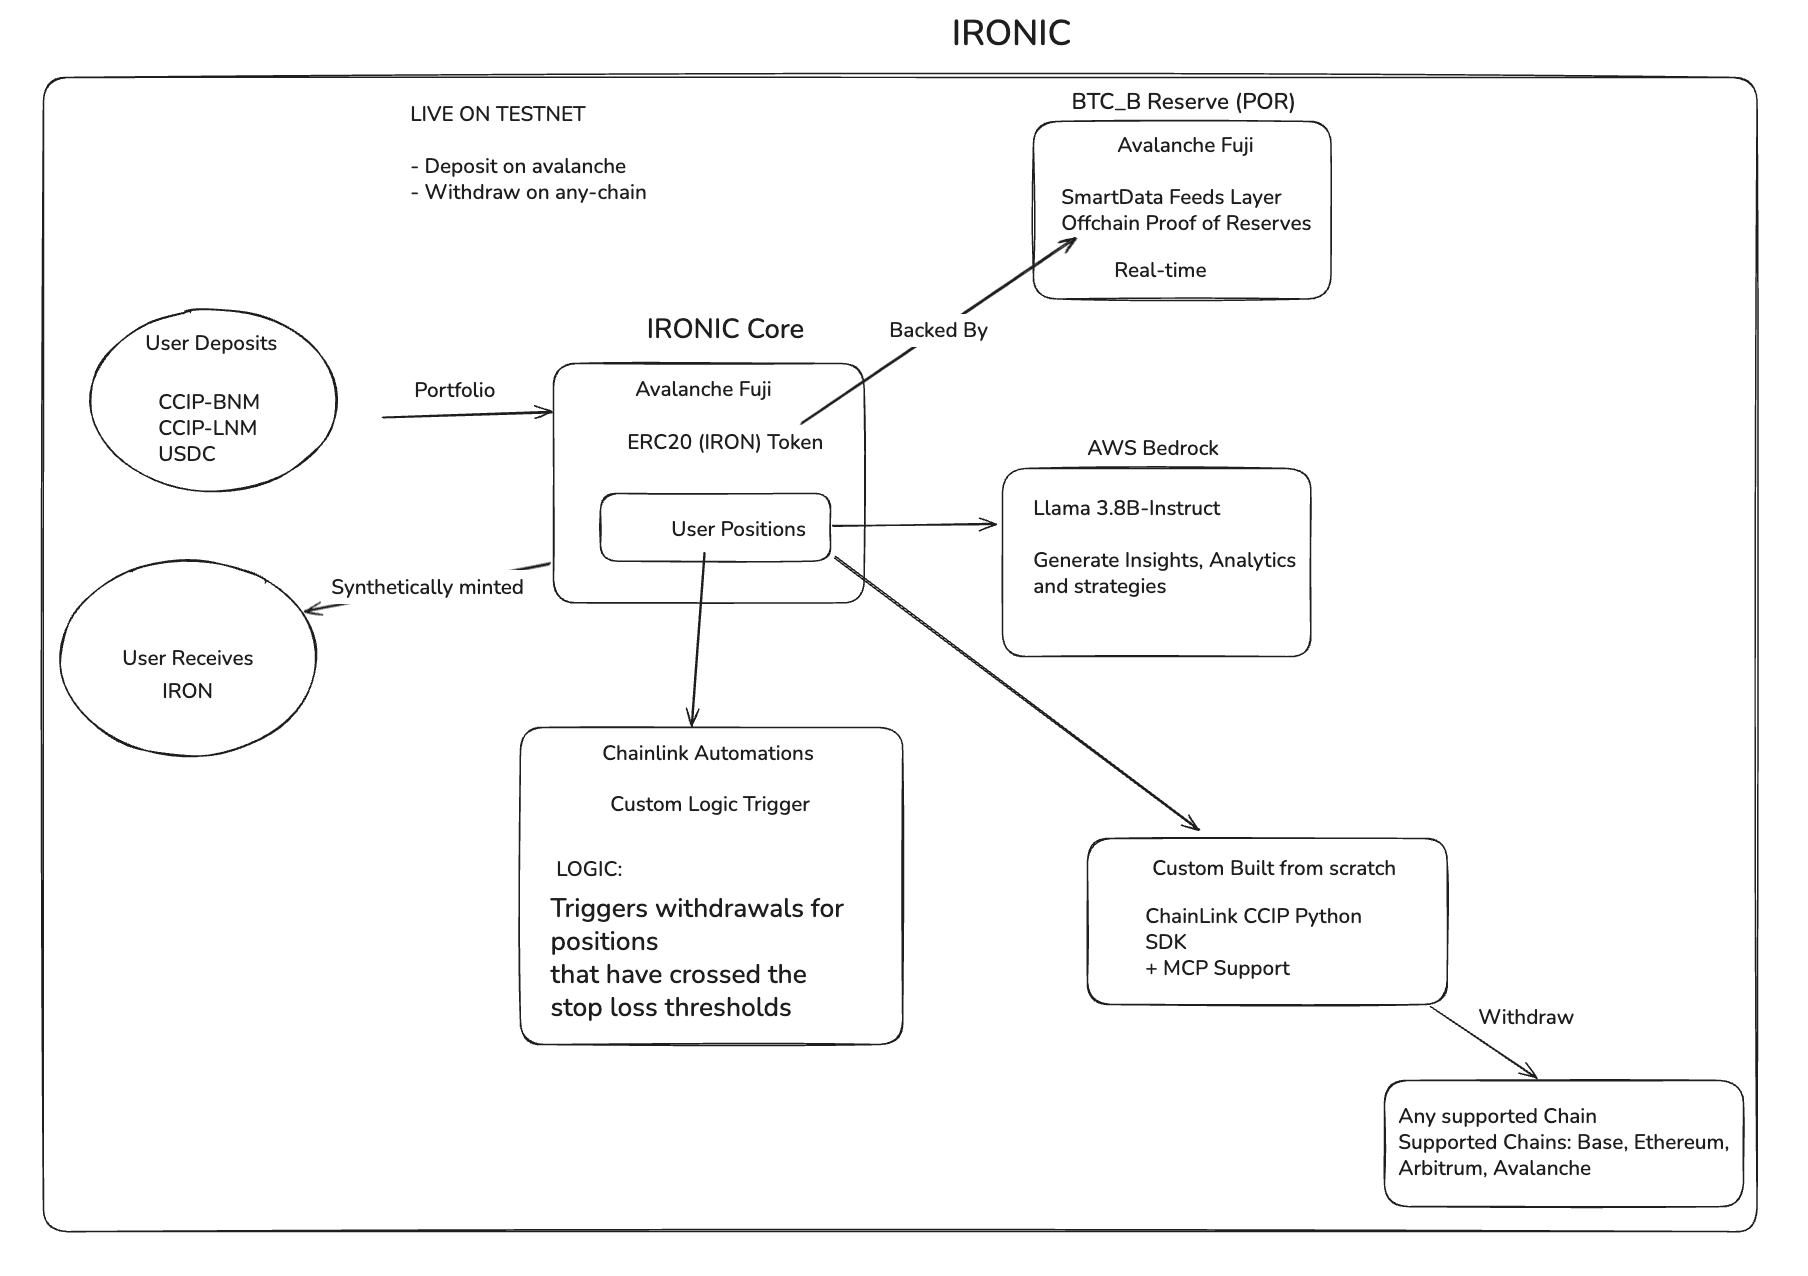 IRONIC
LIVE ON TESTNET
- Deposit on avalanche
- Withdraw on any-chain
BTC_B Reserve (POR)
Avalanche Fuji
SmartData Feeds Layer
Offchain Proof of Reserves
Real-time
Backed By
User Deposits
CCIP-BNM
CCIP-LNM
USDC
Portfolio
IRONIC Core
Avalanche Fuji
ERC20 (IRON) Token
User Positions
AWS Bedrock
Llama 3.8B-Instruct
Generate Insights, Analytics
and strategies
Synthetically minted
User Receives
IRON
Chainlink Automations
Custom Logic Trigger
LOGIC:
Triggers withdrawals for
positions
that have crossed the
stop loss thresholds
Custom Built from scratch
ChainLink CCIP Python
SDK
+ MCP Support
Withdraw
Any supported Chain
Supported Chains: Base, Ethereum,
Arbitrum, Avalanche